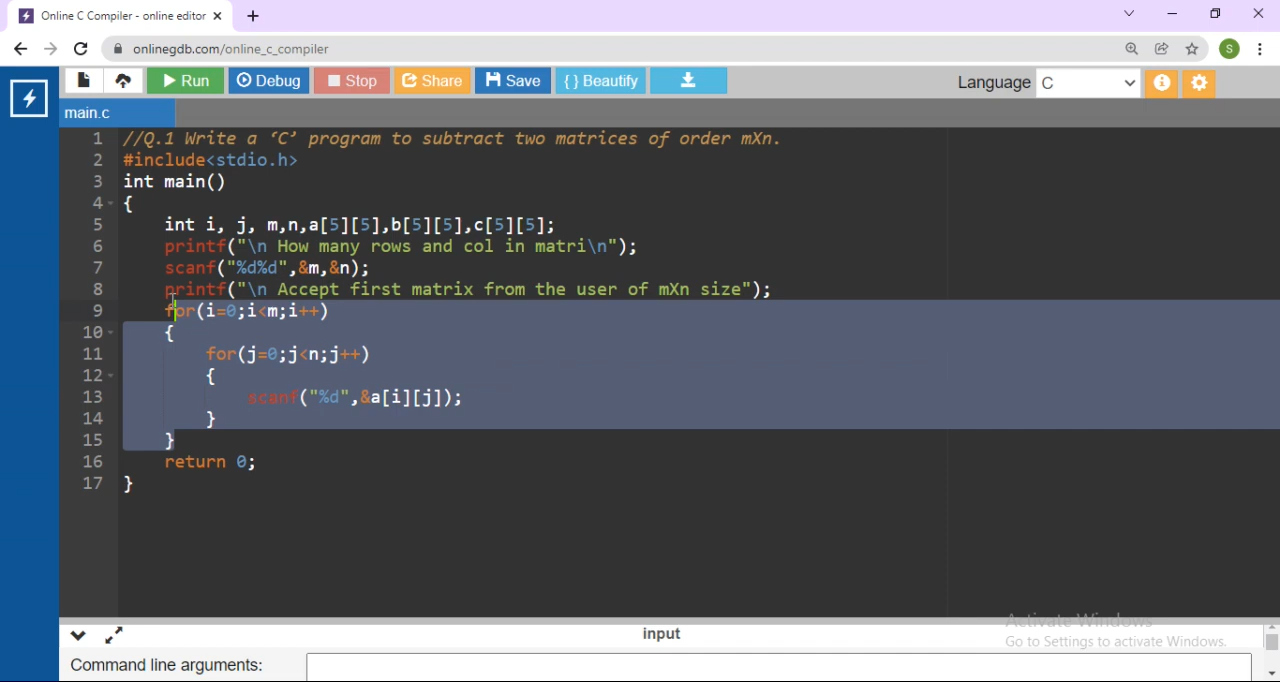 Online C Compiler - online editor
onlinegdb.com/online_c_compiler
S
Run Debug Stop Share Save { } Beautify Language C
main.c
1 //Q.1 Write a ‘C’ program to subtract two matrices of order mXn.
2 #include<stdio.h>
3 int main()
4 {
5 int i, j, m,n,a[5][5],b[5][5],c[5][5];
6 printf("\n How many rows and col in matri\n");
7 scanf("%d%d",&m,&n);
8 printf("\n Accept first matrix from the user of mXn size");
9 for(i=0;i<m;i++)
10 {
11 for(j=0;j<n;j++)
12 {
13 scanf("%d",&a[i][j]);
14 }
15 }
16 return 0;
17 }
Activate Windows
input
Go to Settings to activate Windows.
Command line arguments: